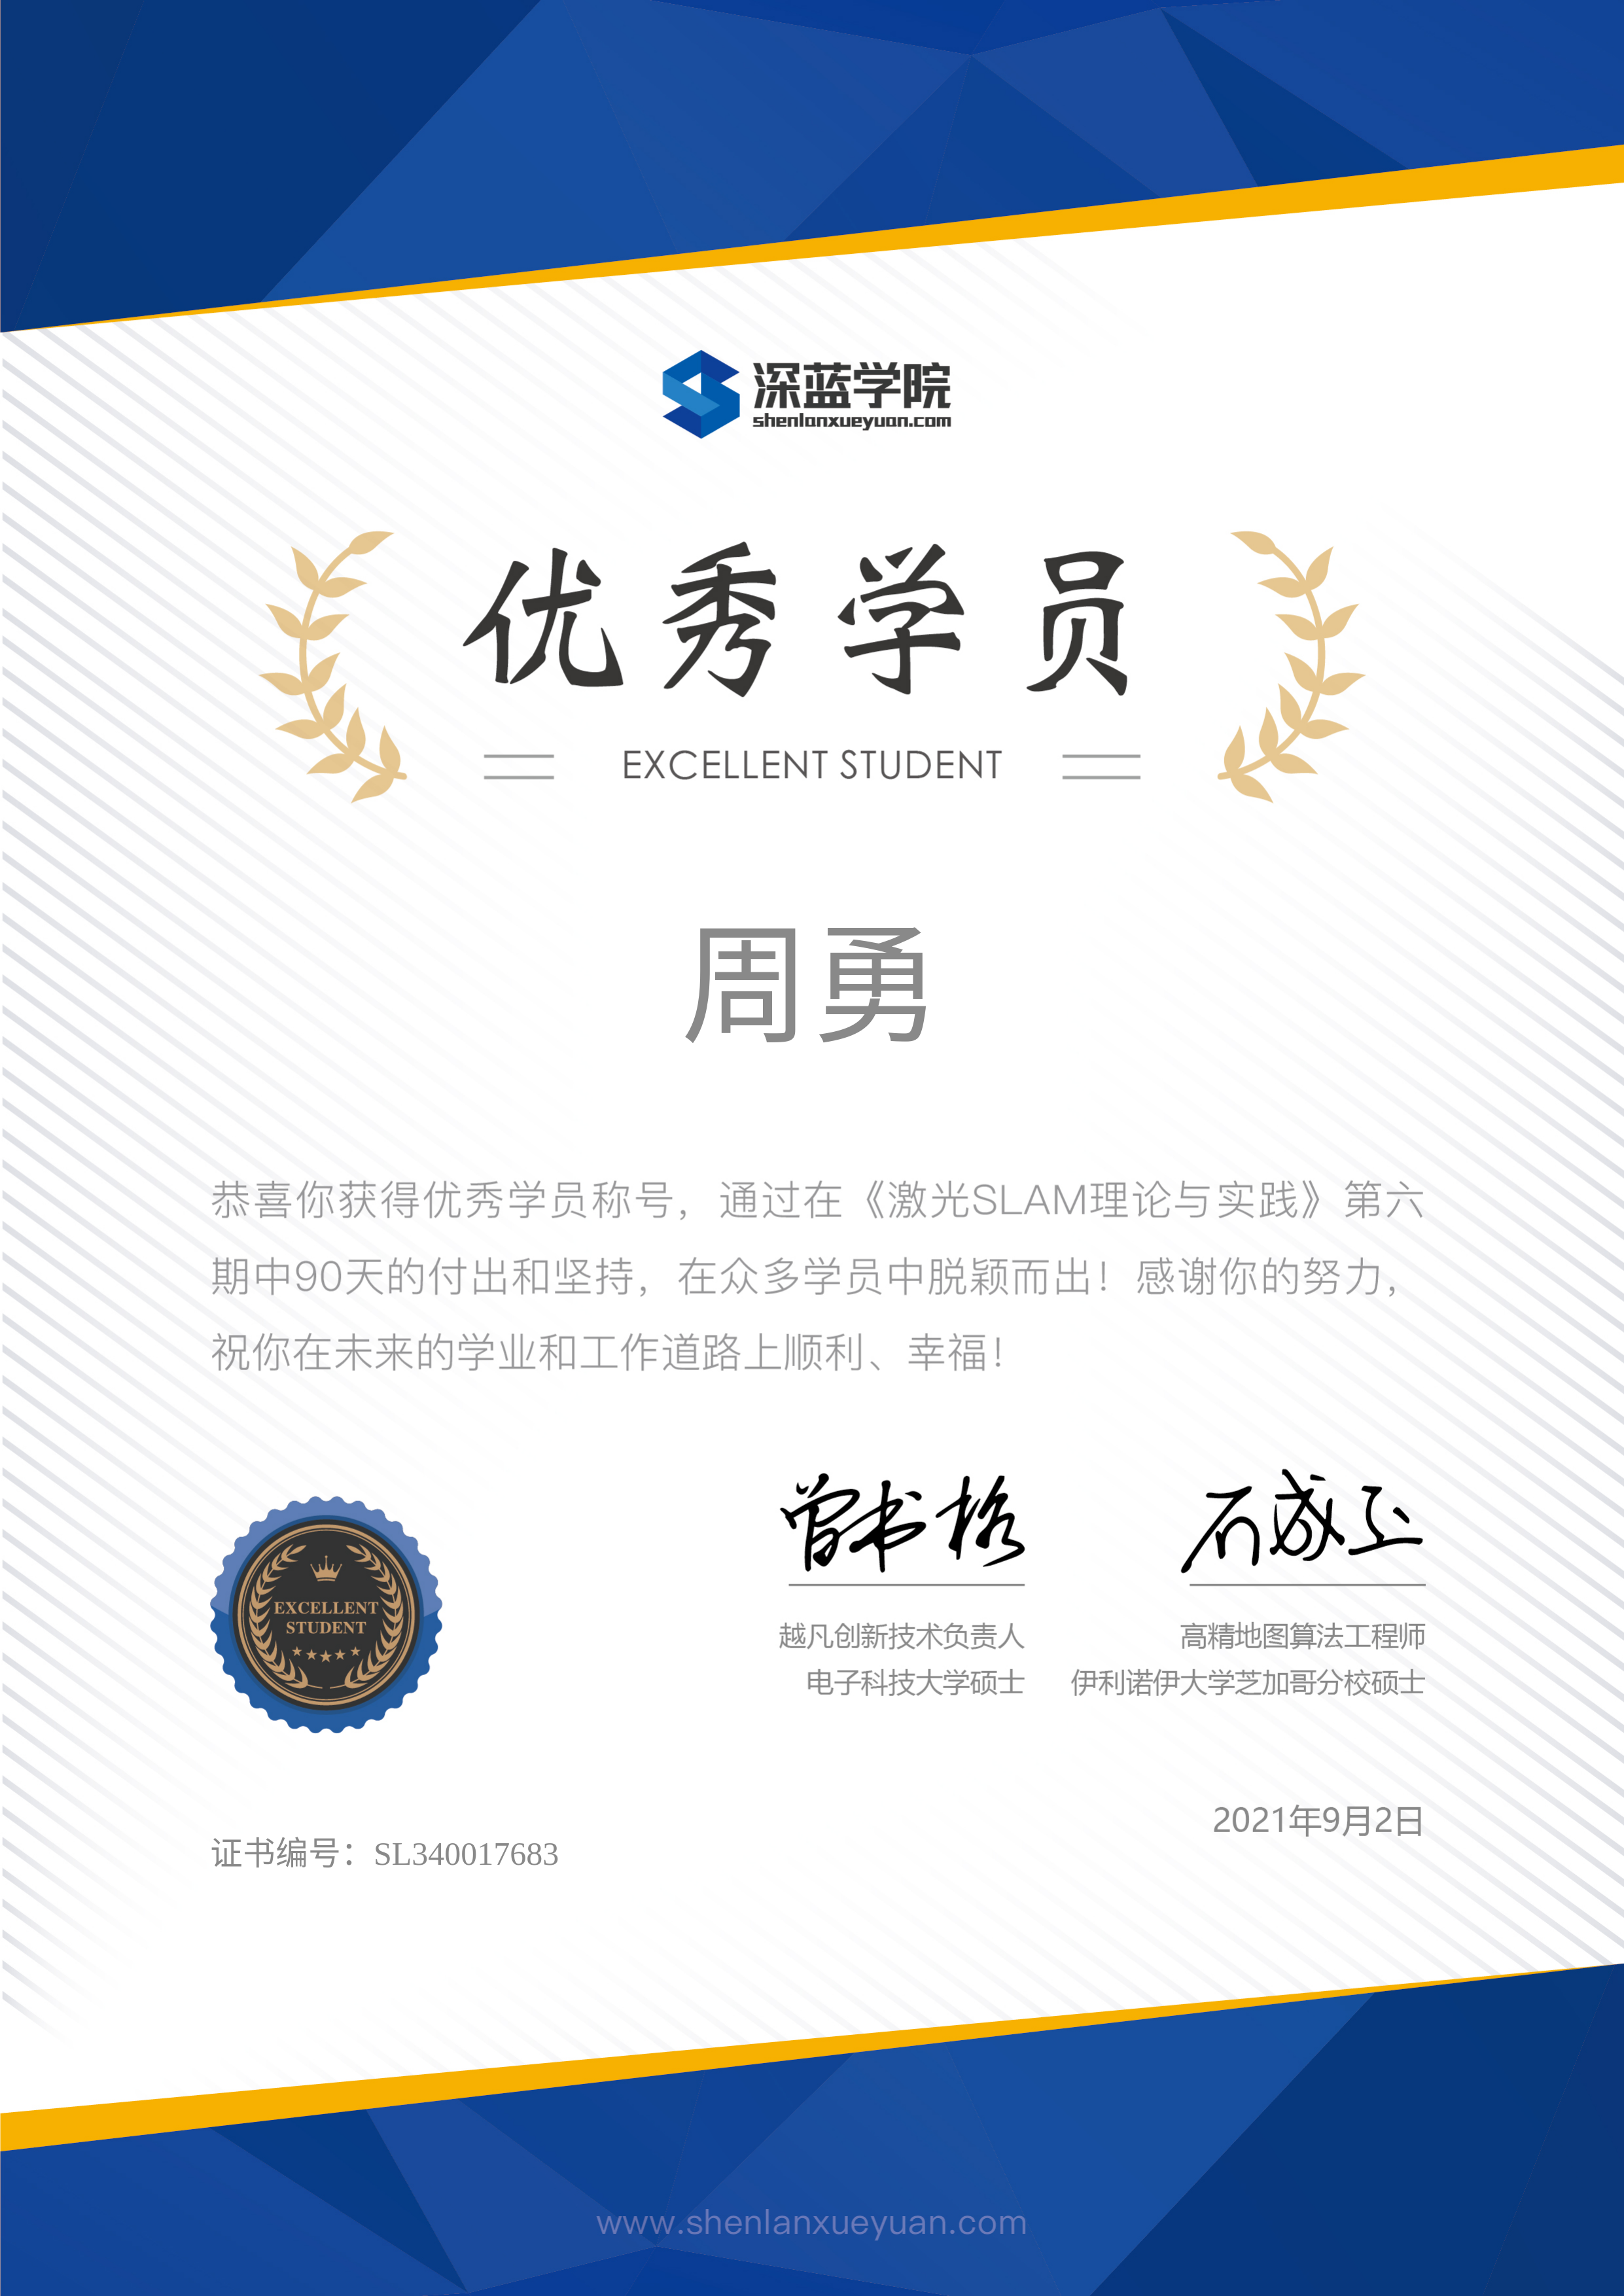 深蓝学院
shenlanxueyuan.com
优秀学员
EXCELLENT STUDENT
周勇
恭喜你获得优秀学员称号，通过在《激光SLAM理论与实践》第六
期中90天的付出和坚持，在众多学员中脱颖而出！感谢你的努力，
祝你在未来的学业和工作道路上顺利、幸福！
EXCELLENT
STUDENT
曾书格
越凡创新技术负责人
电子科技大学硕士
高精地图算法工程师
伊利诺伊大学芝加哥分校硕士
2021年9月2日
证书编号：SL340017683
www.shenlanxueyuan.com